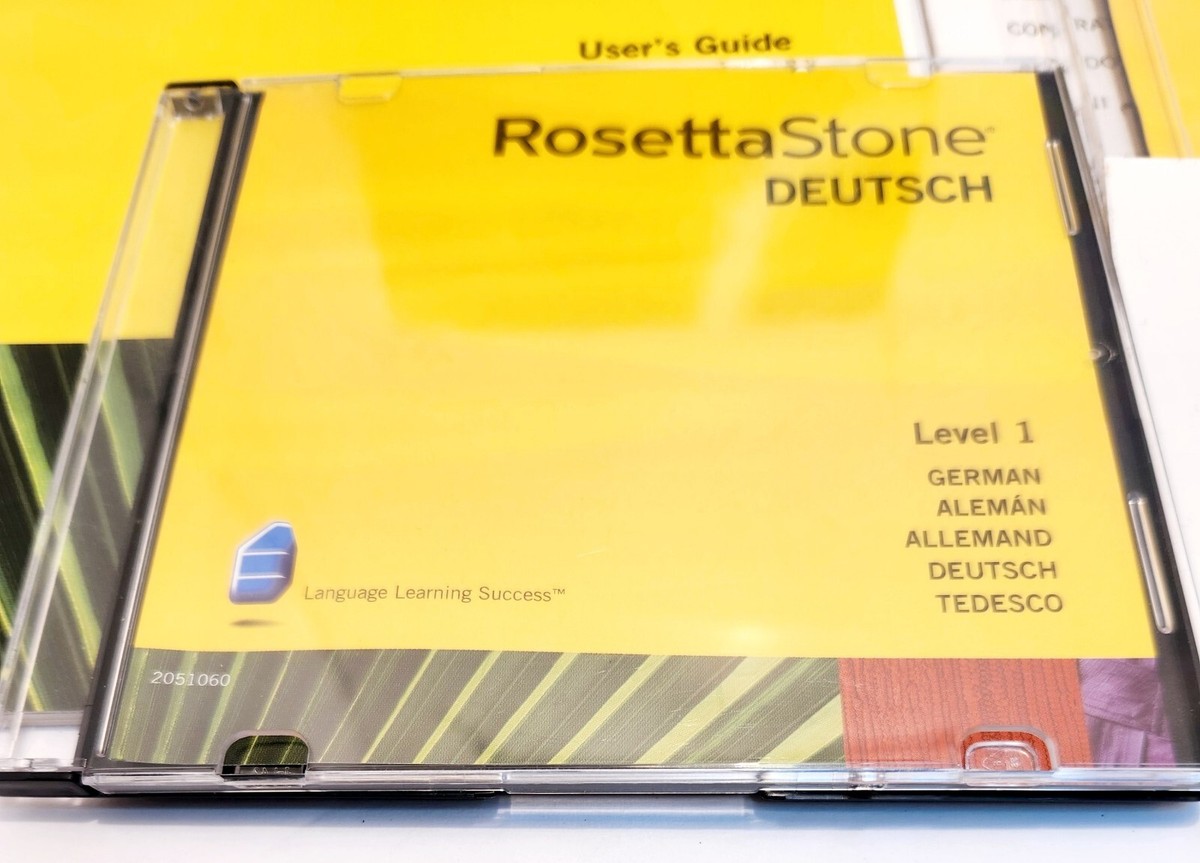 User's Guide
RosettaStone
DEUTSCH
Level 1
GERMAN
ALEMÁN
ALLEMAND
DEUTSCH
TEDESCO
Language Learning Success™
2051060